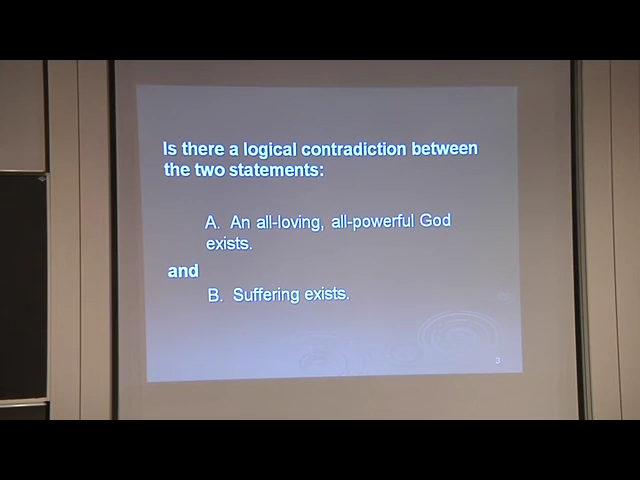 Is there a logical contradiction between
the two statements:
A. An all-loving, all-powerful God
exists.
and
B. Suffering exists.
3